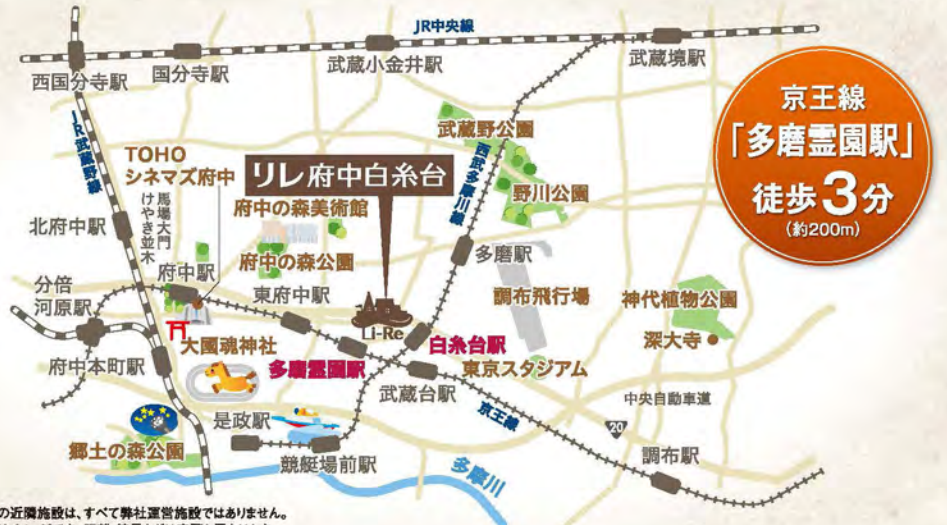 JR中央線
西国分寺駅
国分寺駅
武蔵小金井駅
武蔵境駅
京王線
「多磨霊園駅」
徒歩3分
(約200m)
JR武蔵野線
武蔵野公園
西武多摩川線
TOHO
シネマズ府中
リレ府中白糸台
馬場大門
けやき並木
府中の森美術館
野川公園
北府中駅
府中の森公園
多磨駅
府中駅
東府中駅
調布飛行場
神代植物公園
分倍
河原駅
Li-Re
大國魂神社
白糸台駅
深大寺
府中本町駅
多磨霊園駅
東京スタジアム
武蔵台駅
中央自動車道
是政駅
京王線
20
郷土の森公園
競艇場前駅
多摩川
調布駅
の近隣施設は、すべて弊社運営施設ではありません。